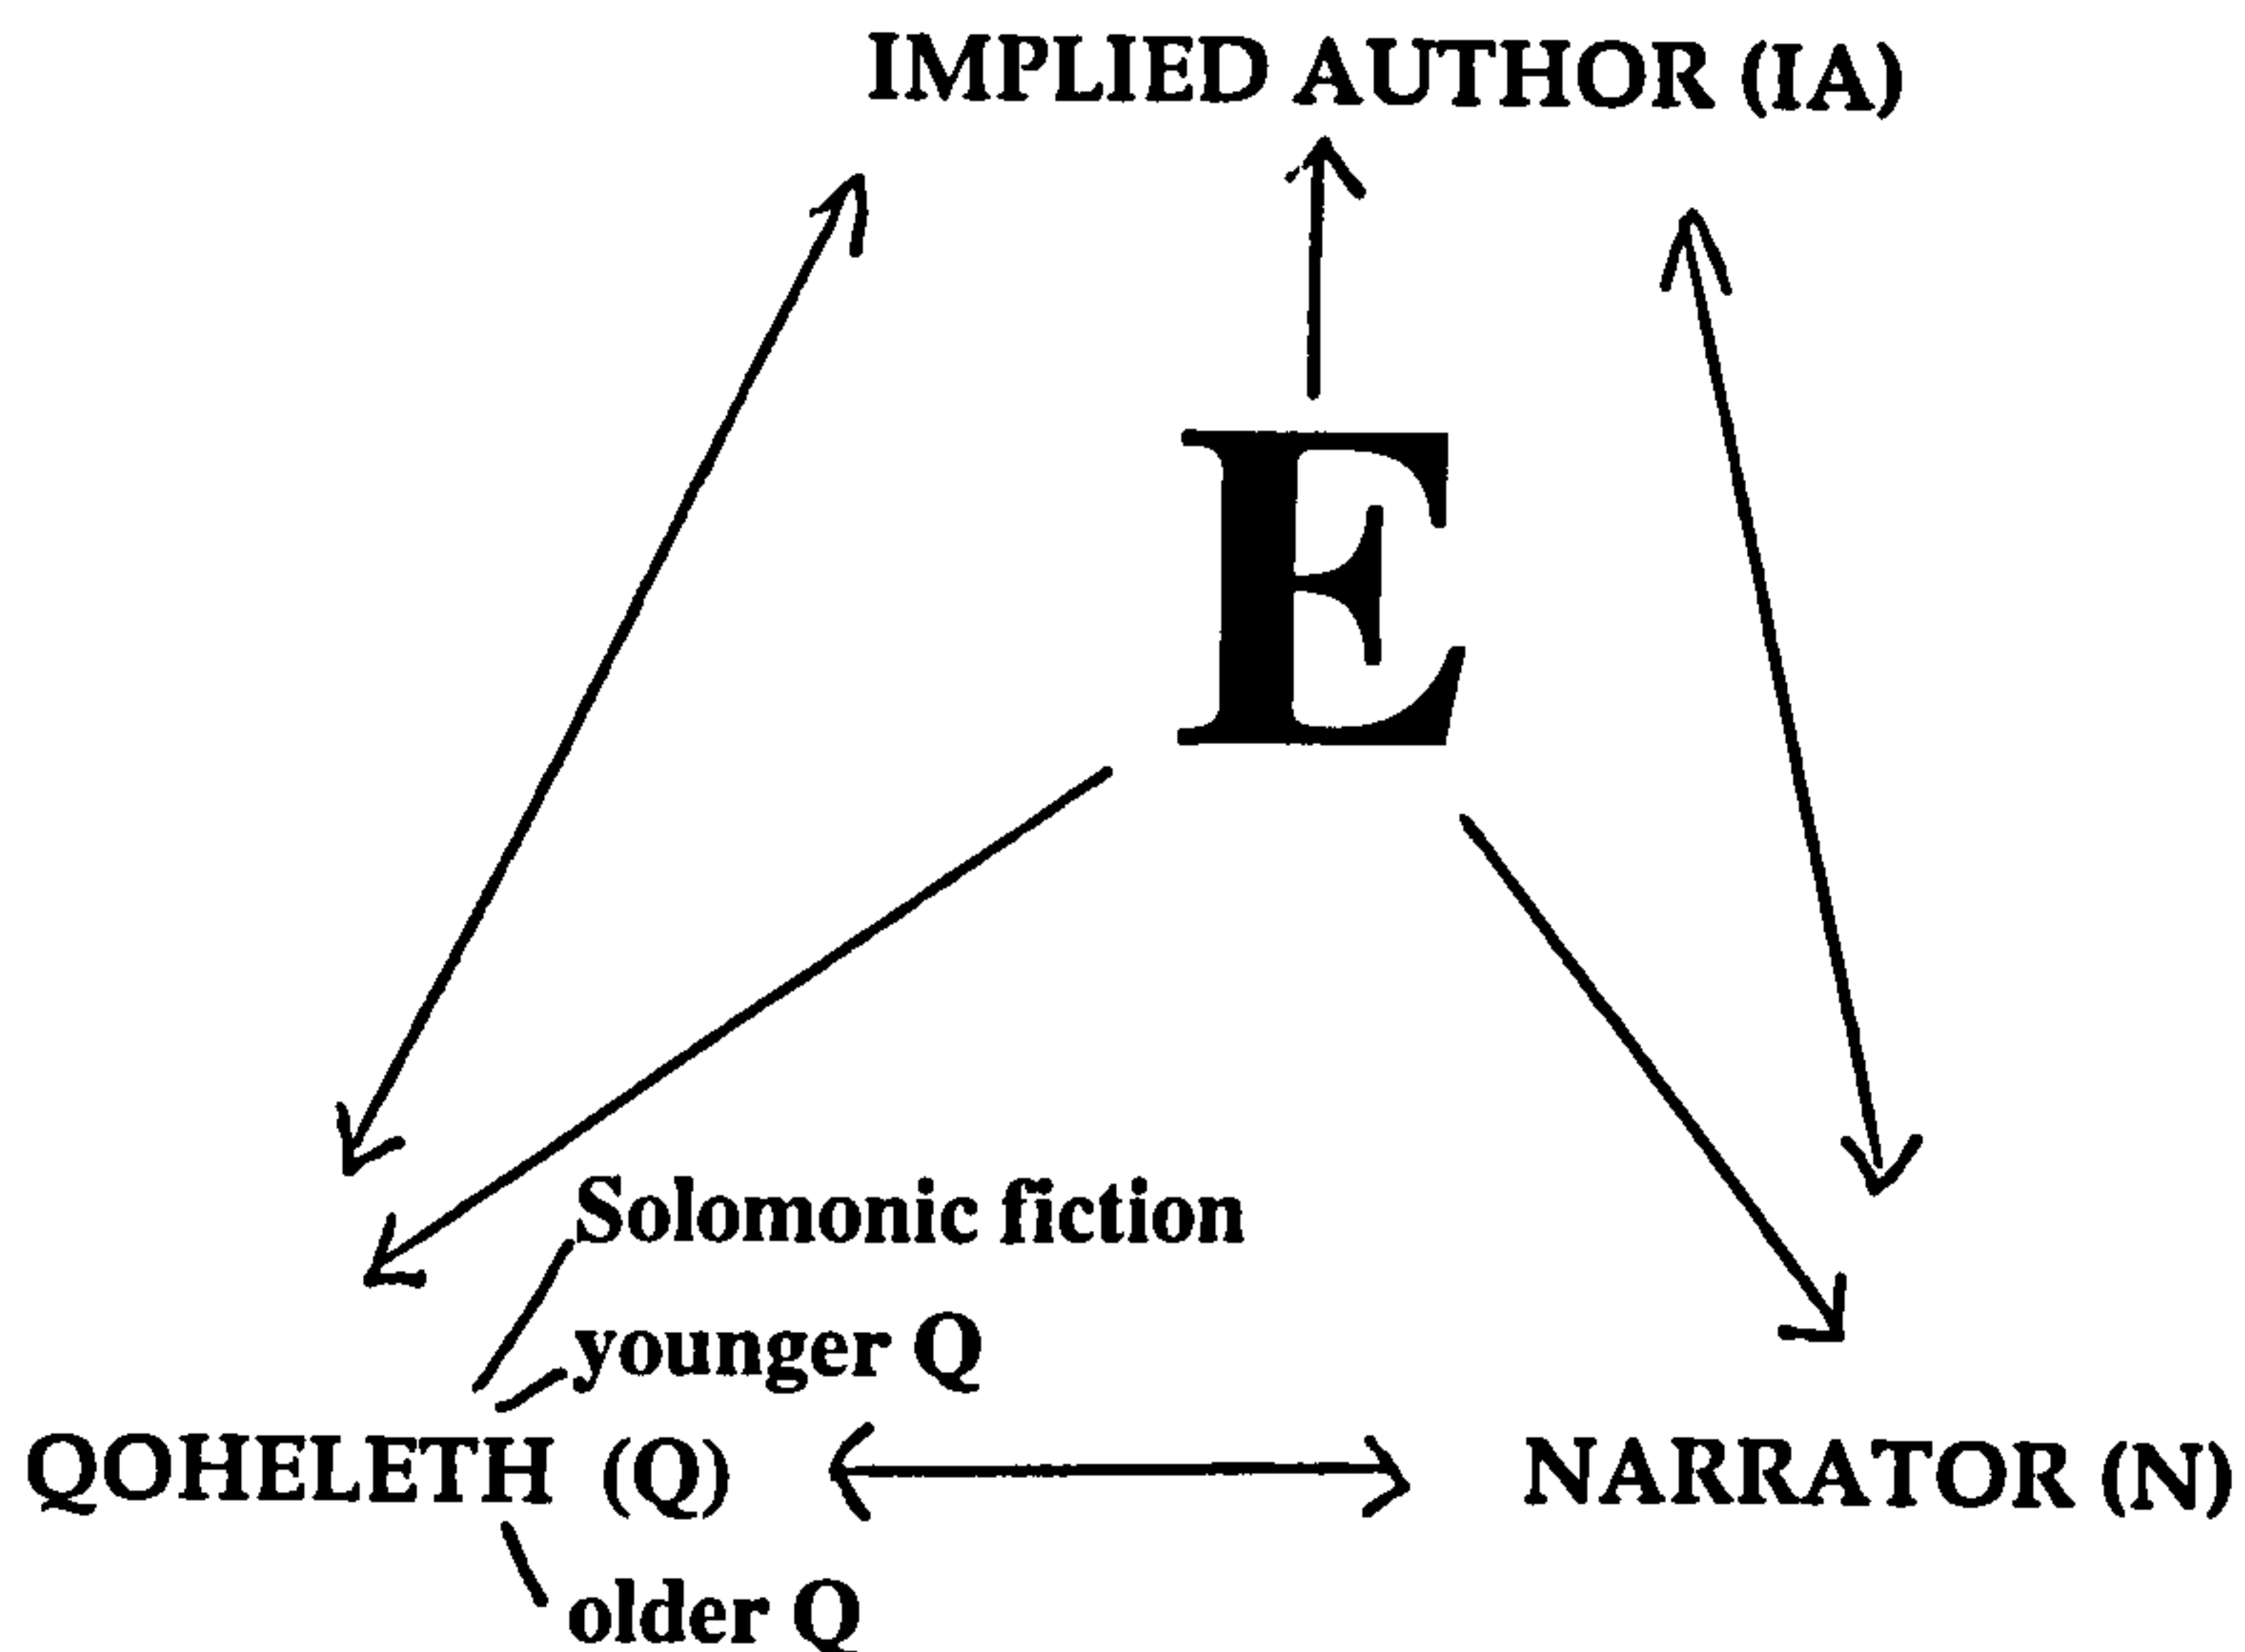 IMPLIED AUTHOR (IA)
E
Solomonic fiction
younger Q
QOHELETH (Q)
NARRATOR (N)
older Q